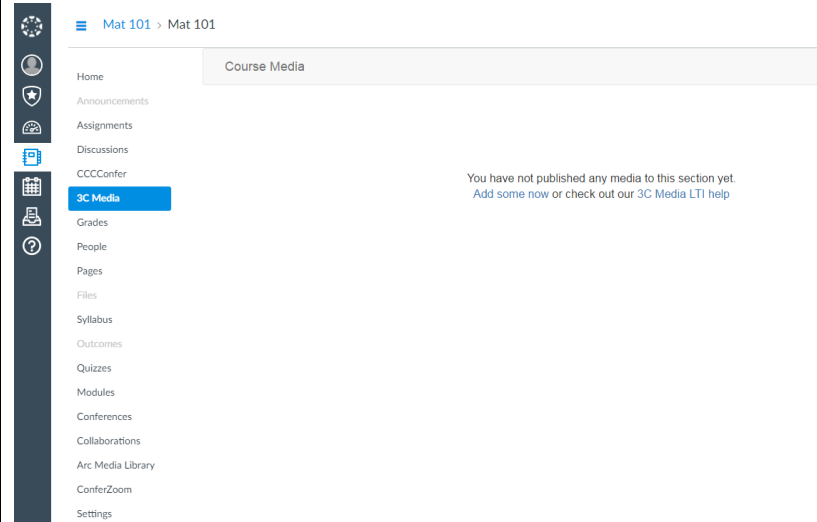 Mat 101 > Mat 101
Course Media
Home
Announcements
Assignments
Discussions
CCCConfer
3C Media
Grades
People
Pages
Files
Syllabus
Outcomes
Quizzes
Modules
Conferences
Collaborations
Arc Media Library
ConferZoom
Settings
You have not published any media to this section yet.
Add some now or check out our 3C Media LTI help